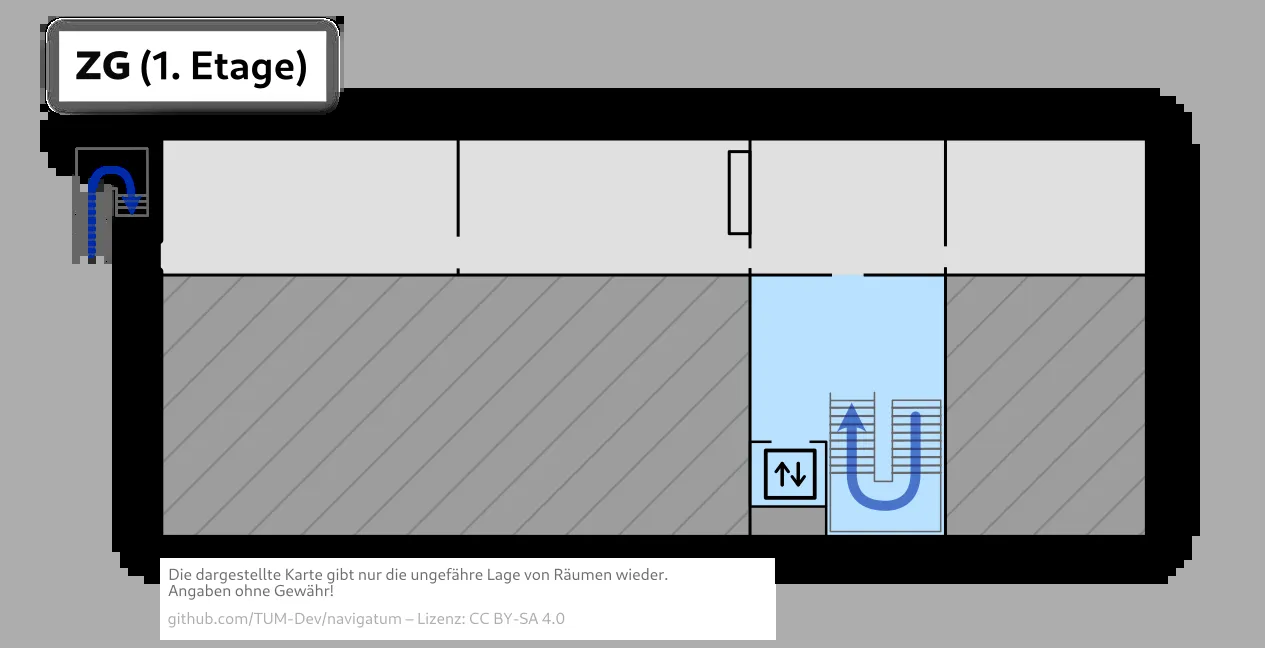 ZG (1. Etage)
Die dargestellte Karte gibt nur die ungefähre Lage von Räumen wieder.
Angaben ohne Gewähr!
github.com/TUM-Dev/navigatum – Lizenz: CC BY-SA 4.0